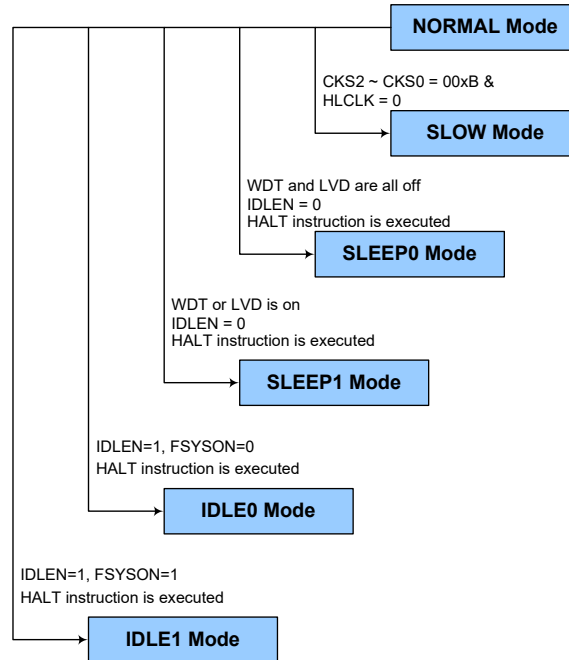 NORMAL Mode
CKS2 ~ CKS0 = 00xB &
HLCLK = 0
SLOW Mode
WDT and LVD are all off
IDLEN = 0
HALT instruction is executed
SLEEP0 Mode
WDT or LVD is on
IDLEN = 0
HALT instruction is executed
SLEEP1 Mode
IDLEN=1, FSYSON=0
HALT instruction is executed
IDLE0 Mode
IDLEN=1, FSYSON=1
HALT instruction is executed
IDLE1 Mode